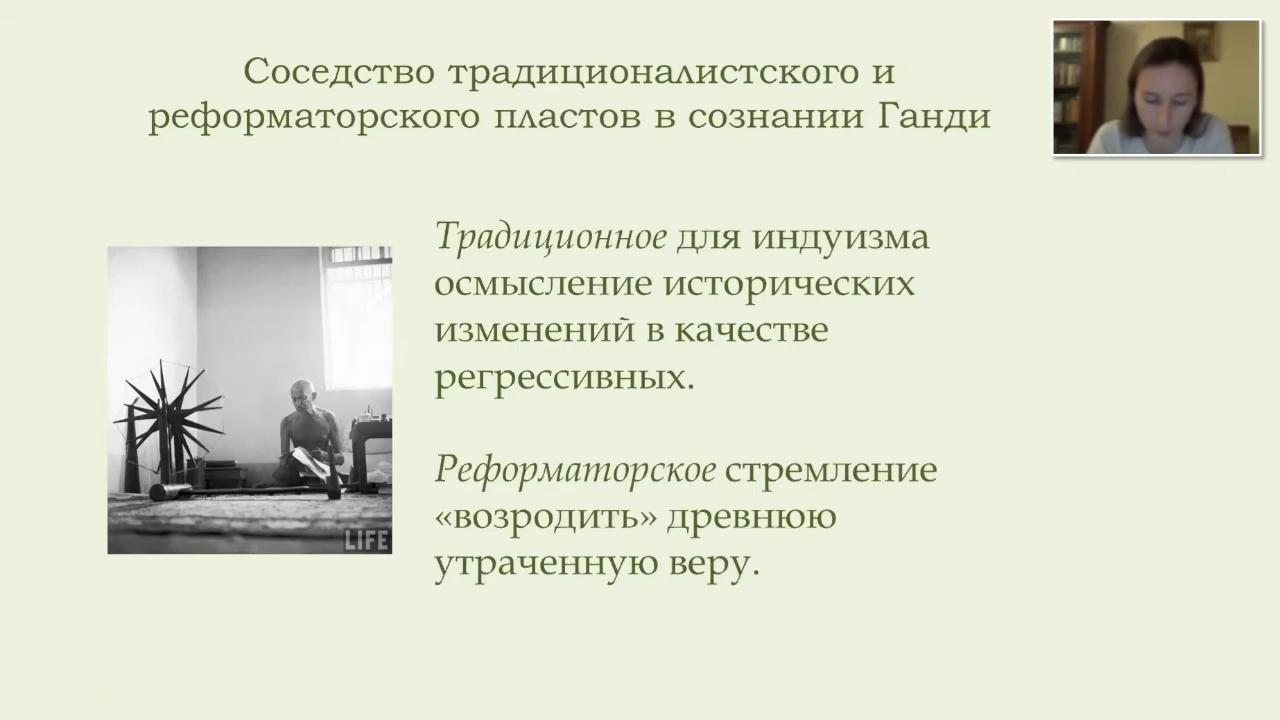 Соседство традиционалистского и
реформаторского пластов в сознании Ганди
Традиционное для индуизма
осмысление исторических
изменений в качестве
регрессивных.
Реформаторское стремление
«возродить» древнюю
утраченную веру.
LIFE